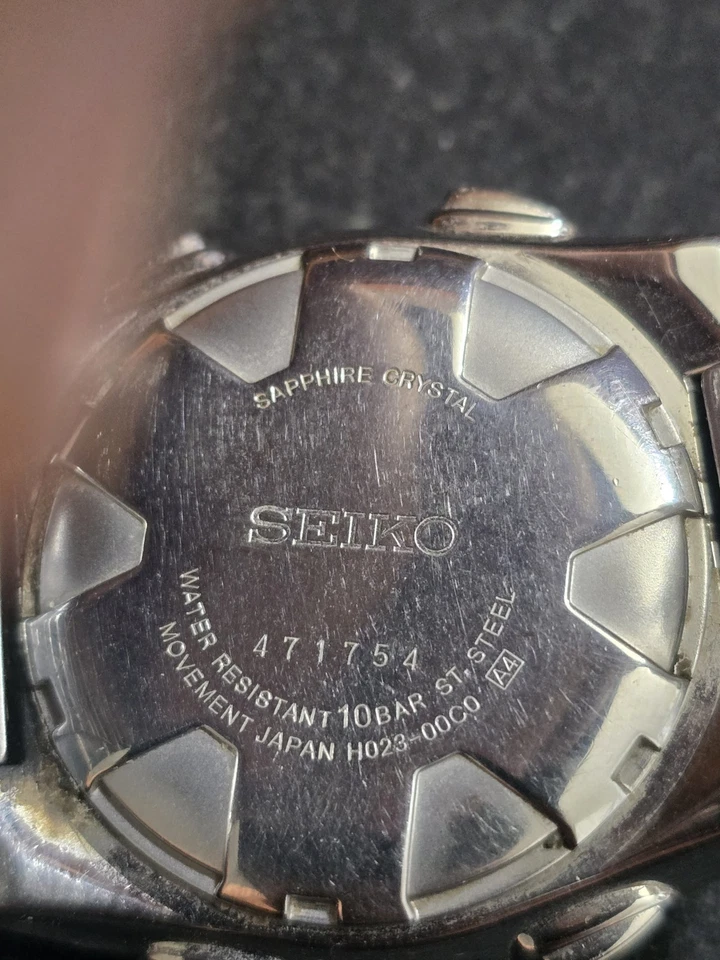 SAPPHIRE CRYSTAL
SEIKO
471754
WATER RESISTANT 10BAR ST. STEEL
MOVEMENT JAPAN H023-00C0 A4